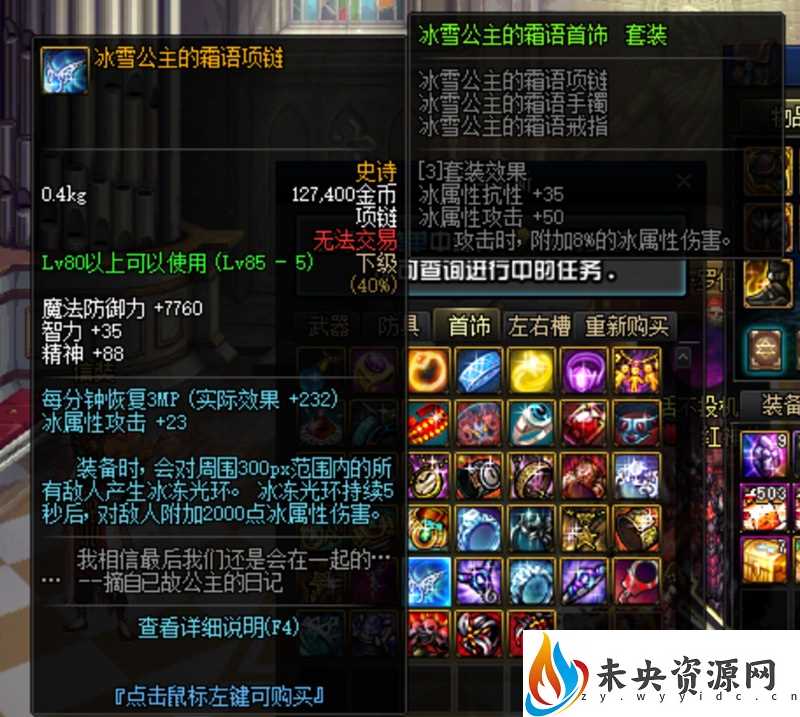 冰雪公主的霜语项链
史诗
0.4kg
127,400金币
项链
无法交易
Lv80以上可以使用 (Lv85 - 5)
下级
(40%)
魔法防御力 +7760
智力 +35
精神 +88
每分钟恢复3MP (实际效果 +232)
冰属性攻击 +23
装备时, 会对周围300px范围内的所
有敌人产生冰冻光环。 冰冻光环持续5
秒后, 对敌人附加2000点冰属性伤害。
我相信最后我们还是会在一起的…
… --摘自已故公主的日记
查看详细说明(F4)
『点击鼠标左键可购买』
冰雪公主的霜语首饰 套装
冰雪公主的霜语项链
冰雪公主的霜语手镯
冰雪公主的霜语戒指
[3]套装效果
冰属性抗性 +35
冰属性攻击 +50
攻击时, 附加8%的冰属性伤害。
查询进行中的任务.
武器 防具 首饰 左右槽 重新购买
装备
9
503
7
未央资源网
zy.wyyidc.cn